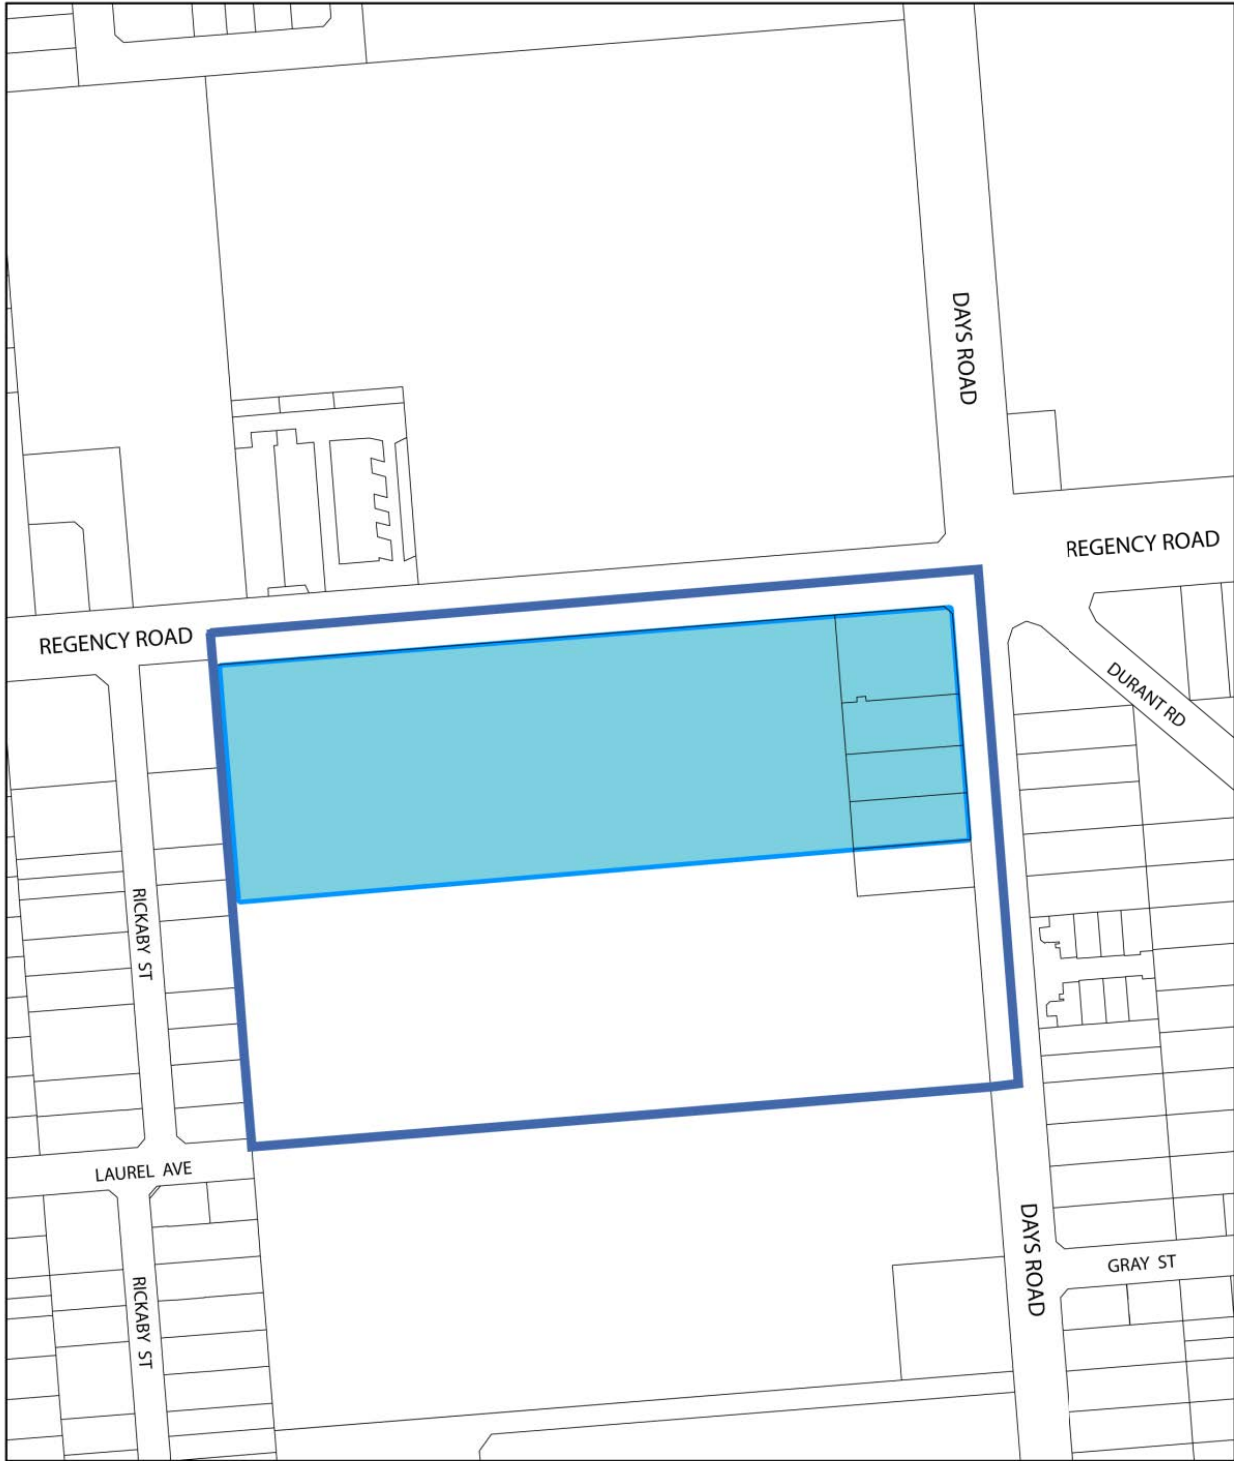 DAYS ROAD
REGENCY ROAD
REGENCY ROAD
DURANT RD
RICKABY ST
LAUREL AVE
DAYS ROAD
GRAY ST
RICKABY ST